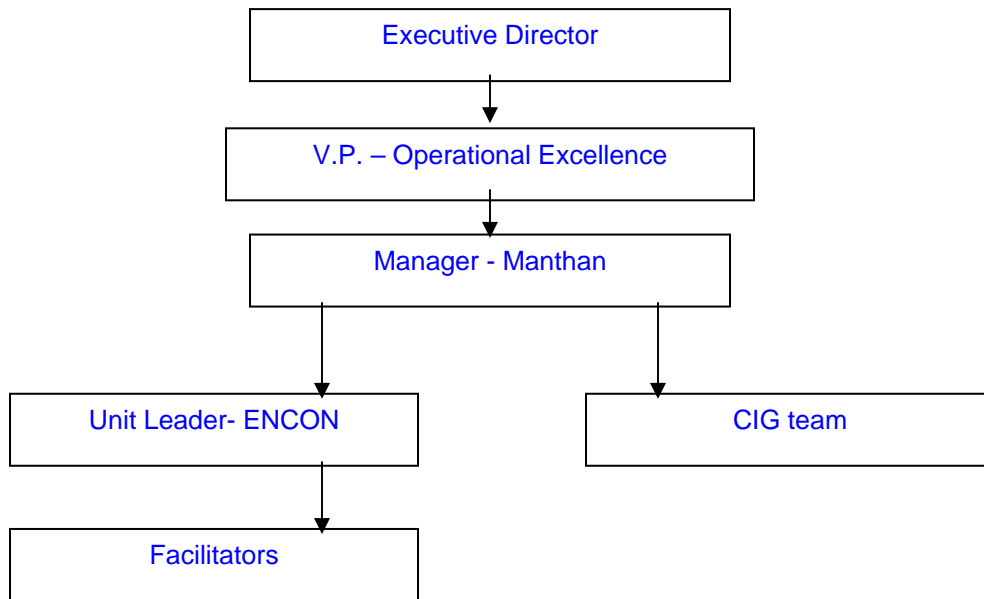 Executive Director
V.P. – Operational Excellence
Manager - Manthan
Unit Leader- ENCON
CIG team
Facilitators